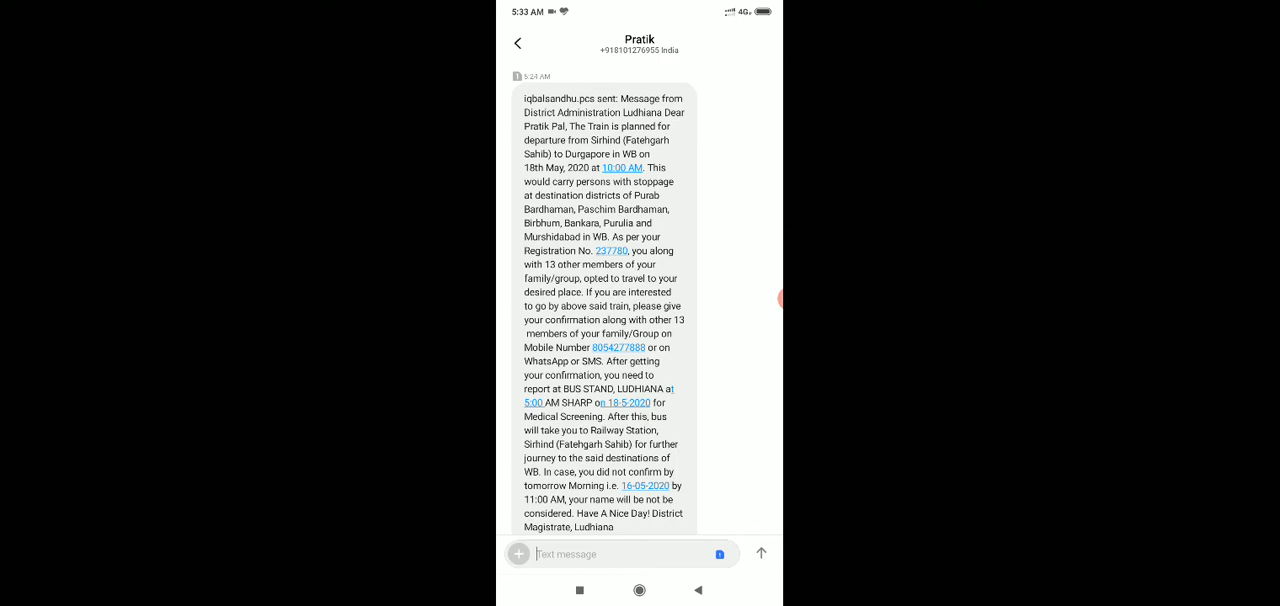 5:33 AM
4G
Pratik
+918101276955 India
1 5:24 AM
iqbalsandhu.pcs sent: Message from
District Administration Ludhiana Dear
Pratik Pal, The Train is planned for
departure from Sirhind (Fatehgarh
Sahib) to Durgapore in WB on
18th May, 2020 at 10:00 AM. This
would carry persons with stoppage
at destination districts of Purab
Bardhaman, Paschim Bardhaman,
Birbhum, Bankara, Purulia and
Murshidabad in WB. As per your
Registration No. 237780, you along
with 13 other members of your
family/group, opted to travel to your
desired place. If you are interested
to go by above said train, please give
your confirmation along with other 13
members of your family/Group on
Mobile Number 8054277888 or on
WhatsApp or SMS. After getting
your confirmation, you need to
report at BUS STAND, LUDHIANA at
5:00 AM SHARP on 18-5-2020 for
Medical Screening. After this, bus
will take you to Railway Station,
Sirhind (Fatehgarh Sahib) for further
journey to the said destinations of
WB. In case, you did not confirm by
tomorrow Morning i.e. 16-05-2020 by
11:00 AM, your name will be not be
considered. Have A Nice Day! District
Magistrate, Ludhiana
Text message
1